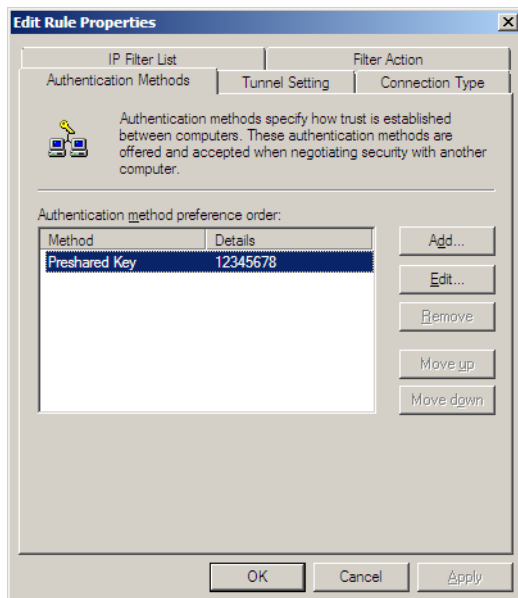 Edit Rule Properties
IP Filter List Filter Action
Authentication Methods Tunnel Setting Connection Type
Authentication methods specify how trust is established
between computers. These authentication methods are
offered and accepted when negotiating security with another
computer.
Authentication method preference order:
Method Details
Preshared Key 12345678
Add...
Edit...
Remove
Move up
Move down
OK Cancel Apply